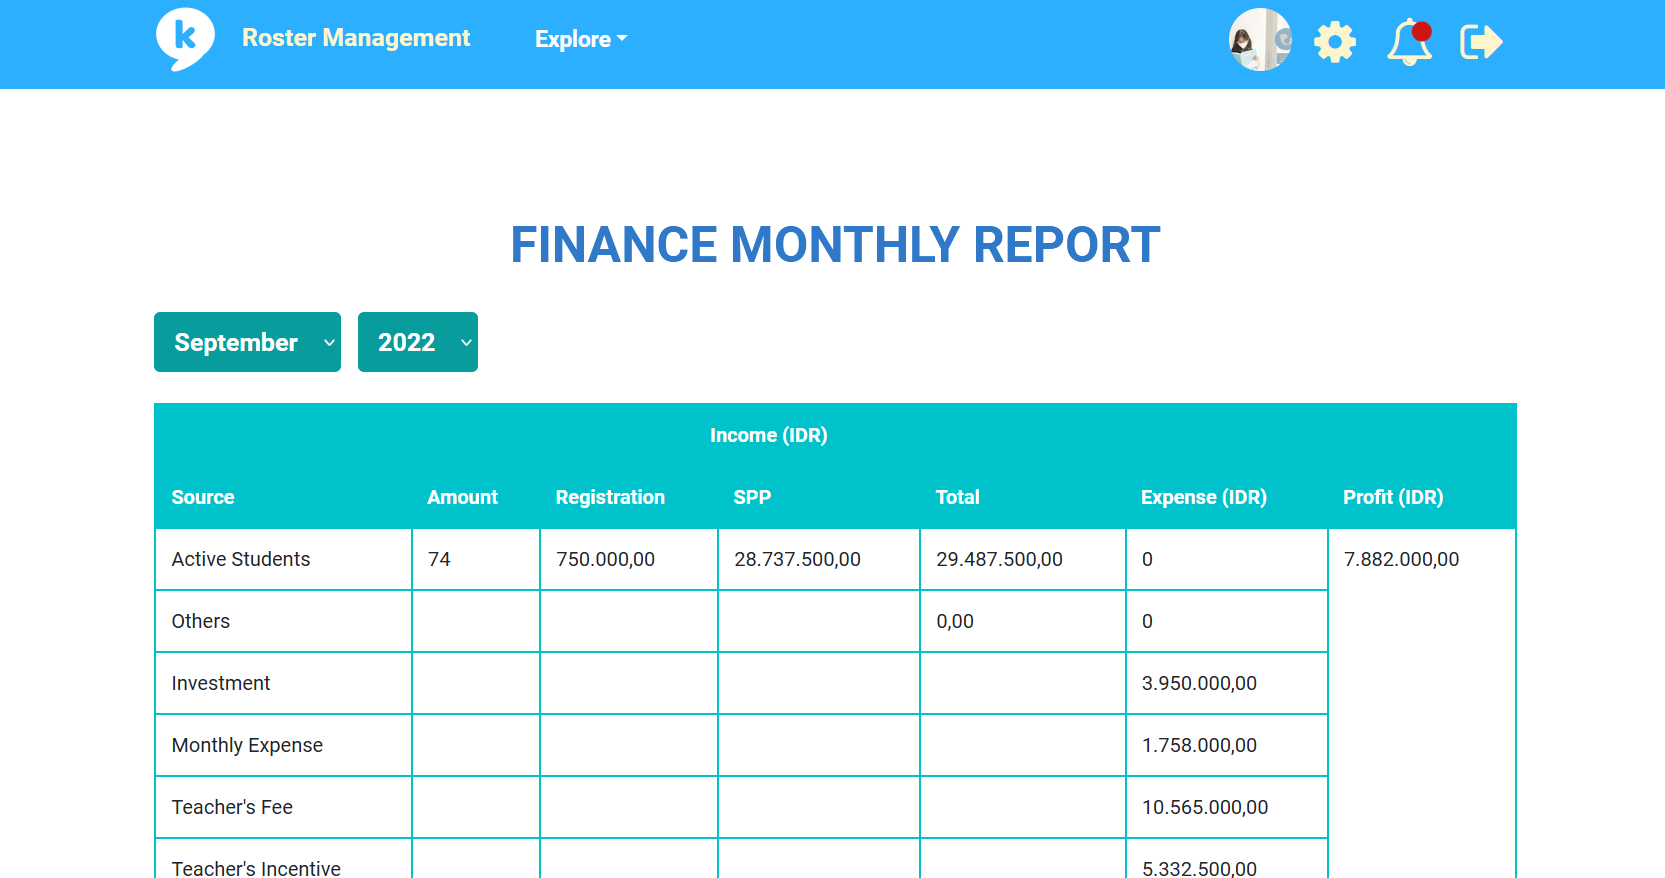 k Roster Management Explore
FINANCE MONTHLY REPORT
September 2022
Income (IDR)
Source Amount Registration SPP Total Expense (IDR) Profit (IDR)
Active Students 74 750.000,00 28.737.500,00 29.487.500,00 0 7.882.000,00
Others 0,00 0
Investment 3.950.000,00
Monthly Expense 1.758.000,00
Teacher's Fee 10.565.000,00
Teacher's Incentive 5.332.500,00